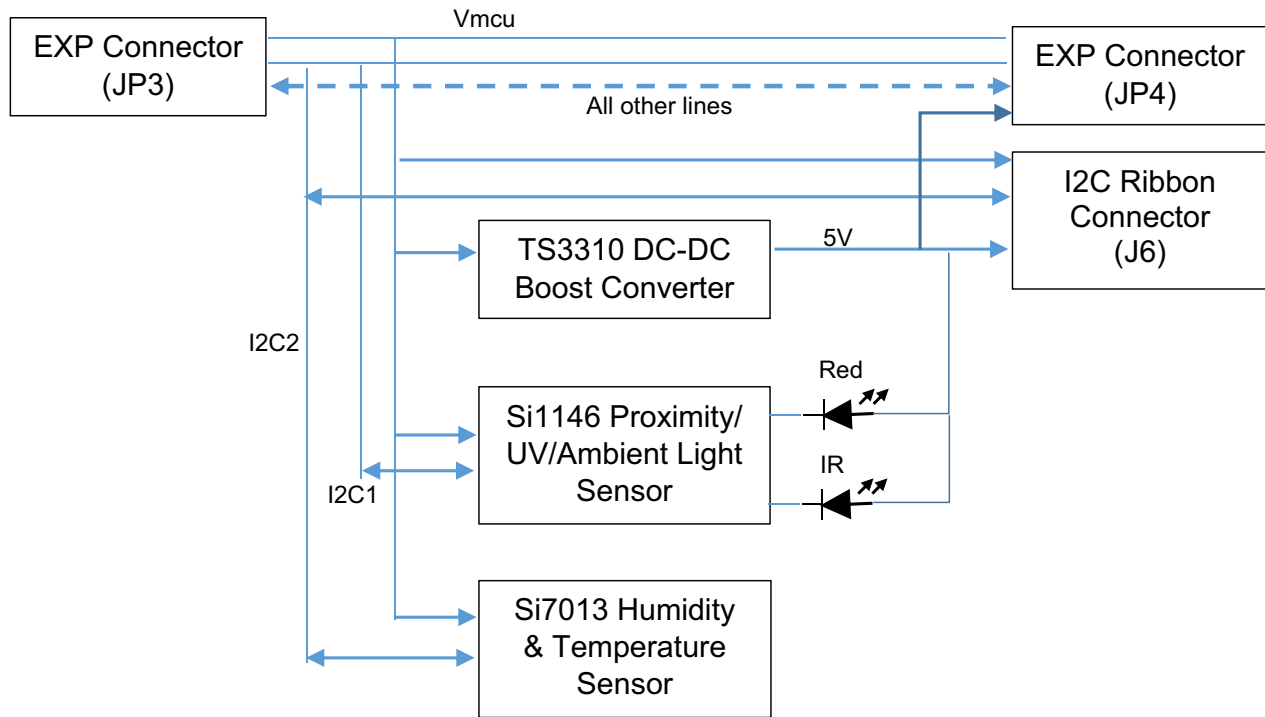 Vmcu
EXP Connector
(JP3)
EXP Connector
(JP4)
All other lines
I2C Ribbon
Connector
(J6)
TS3310 DC-DC
Boost Converter
5V
I2C2
Red
Si1146 Proximity/
UV/Ambient Light
Sensor
IR
I2C1
Si7013 Humidity
& Temperature
Sensor